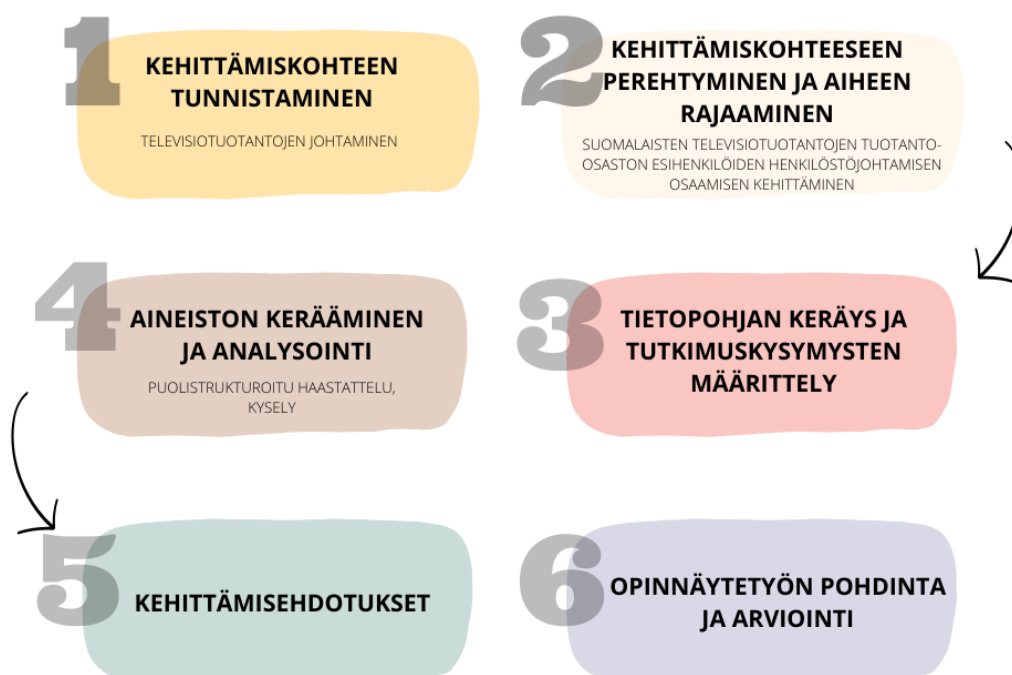 1
KEHITTÄMISKOHTEEN
TUNNISTAMINEN
TELEVISIOTUOTANTOJEN JOHTAMINEN
2
KEHITTÄMISKOHTEESEEN
PEREHTYMINEN JA AIHEEN
RAJAAMINEN
SUOMALAISTEN TELEVISIOTUOTANTOJEN TUOTANTO-
OSASTON ESIHENKILÖIDEN HENKILÖSTÖJOHTAMISEN
OSAAMISEN KEHITTÄMINEN
3
TIETOPOHJAN KERÄYS JA
TUTKIMUSKYSYMYSTEN
MÄÄRITTELY
4
AINEISTON KERÄÄMINEN
JA ANALYSOINTI
PUOLISTRUKTUROITU HAASTATTELU,
KYSELY
5
KEHITTÄMISEHDOTUKSET
6
OPINNÄYTETYÖN POHDINTA
JA ARVIOINTI